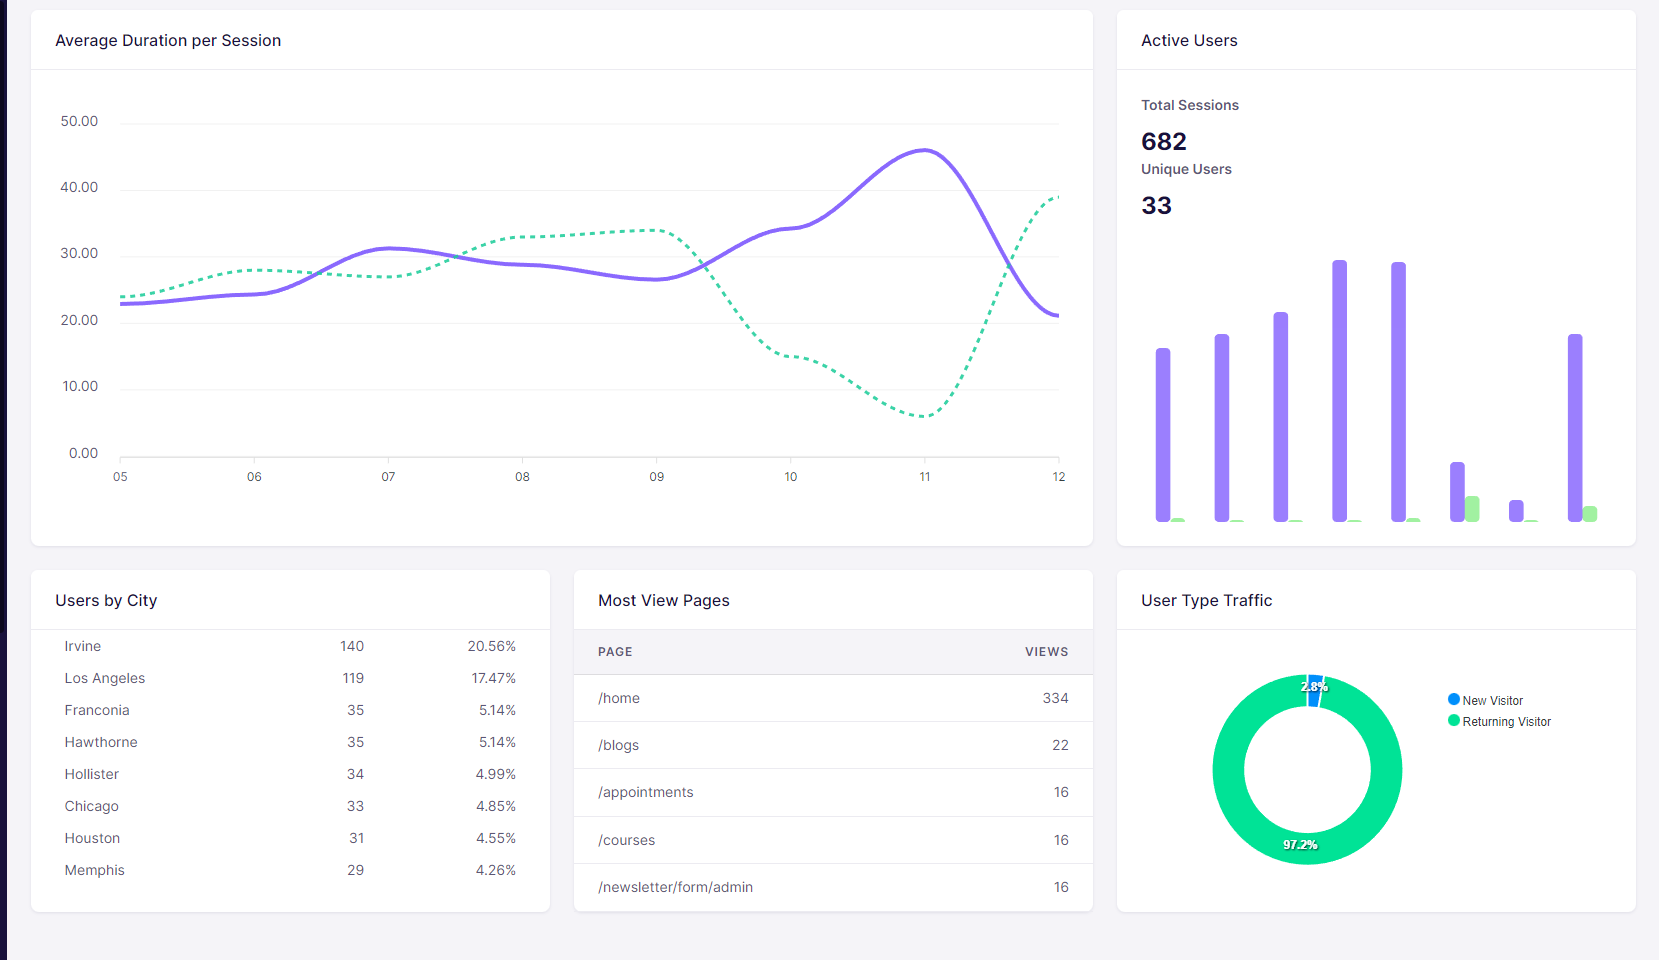 Average Duration per Session
50.00
40.00
30.00
20.00
10.00
0.00
05 06 07 08 09 10 11 12
Active Users
Total Sessions
682
Unique Users
33
Users by City
Irvine 140 20.56%
Los Angeles 119 17.47%
Franconia 35 5.14%
Hawthorne 35 5.14%
Hollister 34 4.99%
Chicago 33 4.85%
Houston 31 4.55%
Memphis 29 4.26%
Most View Pages
PAGE VIEWS
/home 334
/blogs 22
/appointments 16
/courses 16
/newsletter/form/admin 16
User Type Traffic
2.8%
New Visitor
Returning Visitor
97.2%